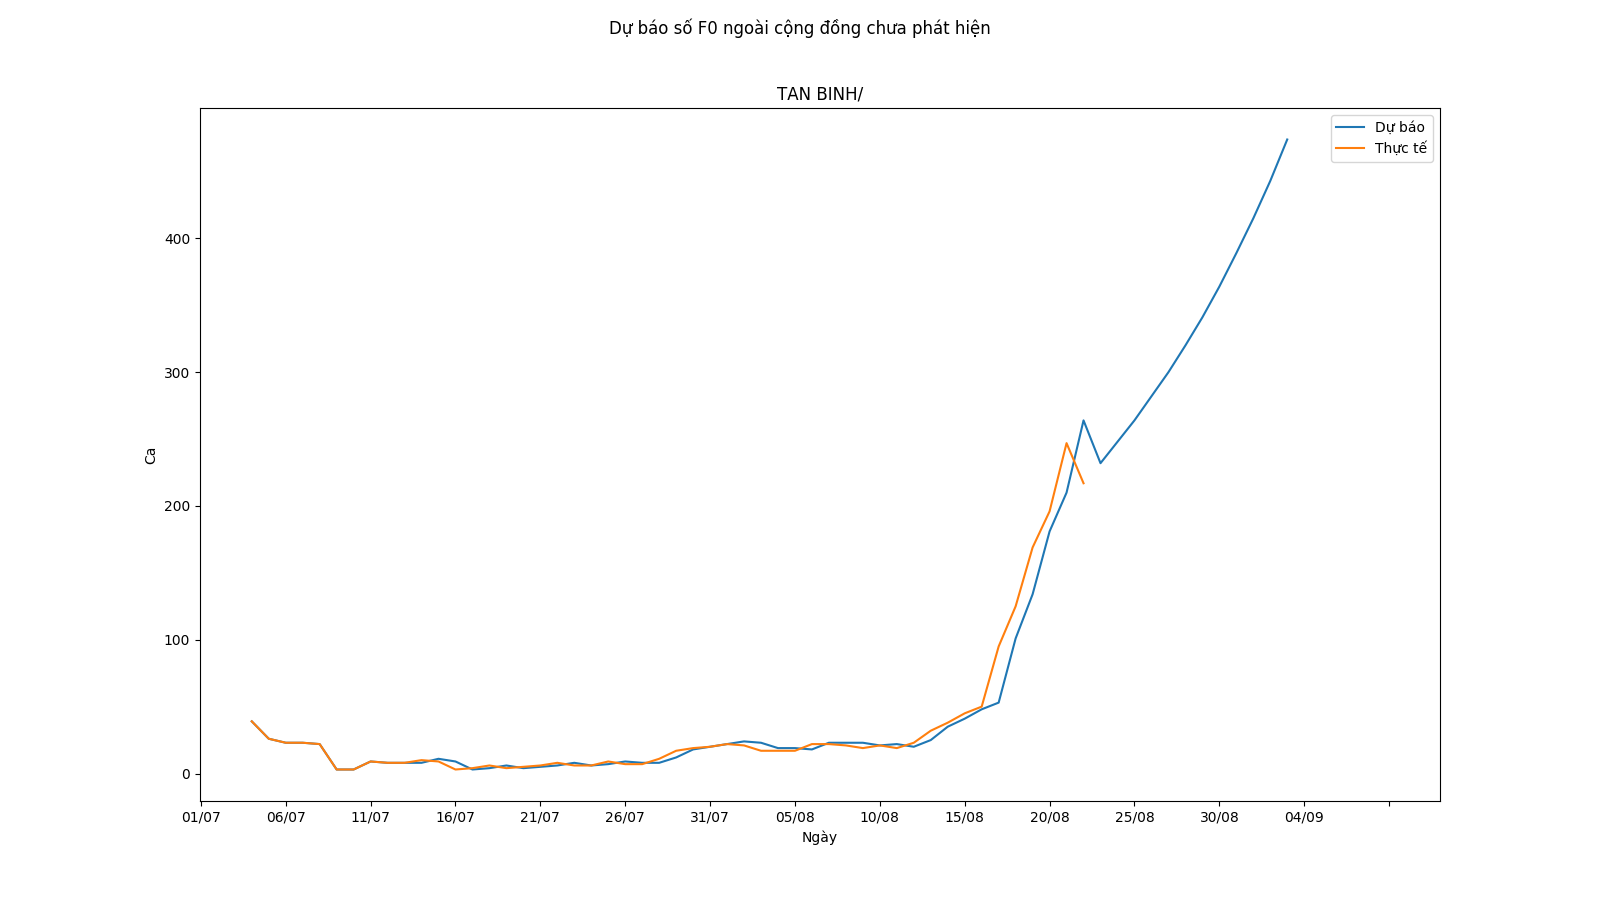 Dự báo số F0 ngoài cộng đồng chưa phát hiện
TAN BINH/
Dự báo
Thực tế
400
300
200
100
0
Ca
01/07 06/07 11/07 16/07 21/07 26/07 31/07 05/08 10/08 15/08 20/08 25/08 30/08 04/09
Ngày